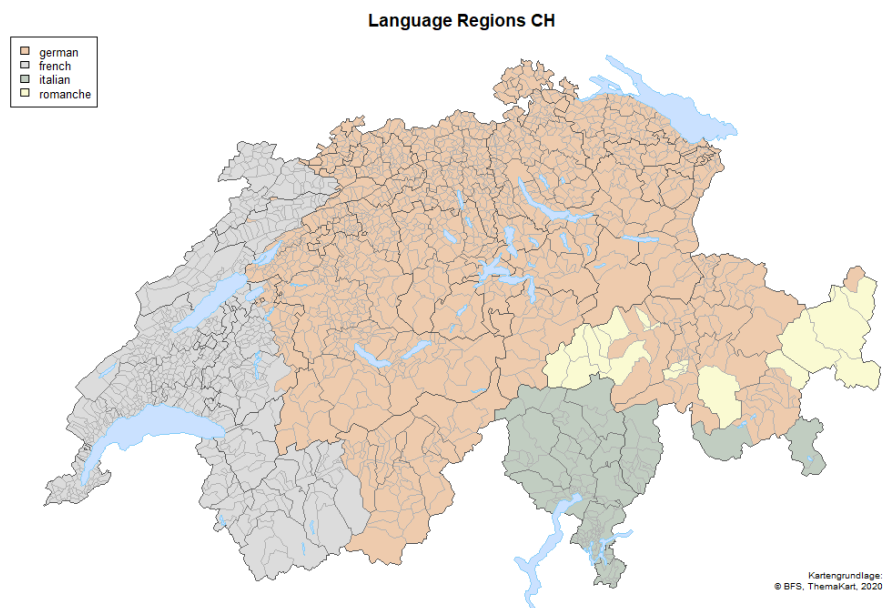 Language Regions CH
german
french
italian
romanche
Kartengrundlage:
© BFS, ThemaKart, 2020